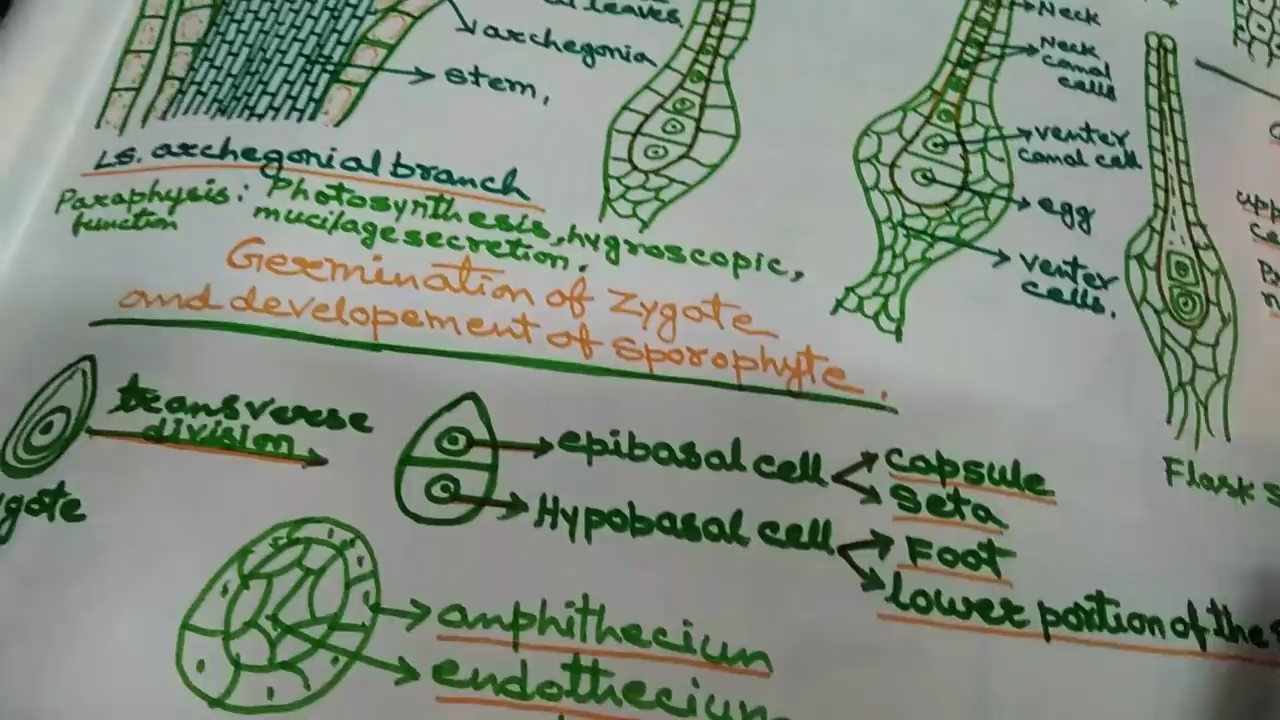 leaves
archegonia
stem,
L.S. archegonial branch
Paraphysis: Photosynthesis, hygroscopic,
function mucilage secretion.
Neck
Neck
canal
cells
venter
canal cell
egg
venter
cells.
Flask
Germination of Zygote
and developement of sporophyte.
transverse
division
epibasal cell
capsule
Seta
Hypobasal cell
Foot
lower portion of the
amphithecium
endothecium